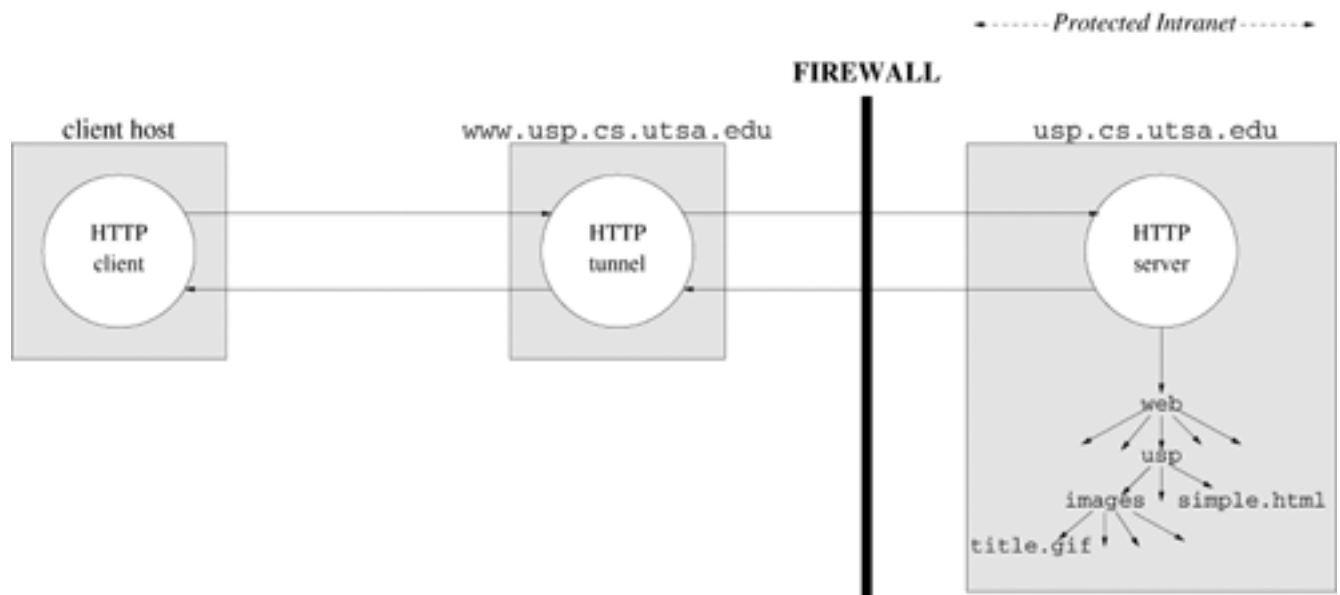 Protected Intranet
FIREWALL
client host
www.usp.cs.utsa.edu
usp.cs.utsa.edu
HTTP
client
HTTP
tunnel
HTTP
server
web
usp
images
simple.html
title.gif